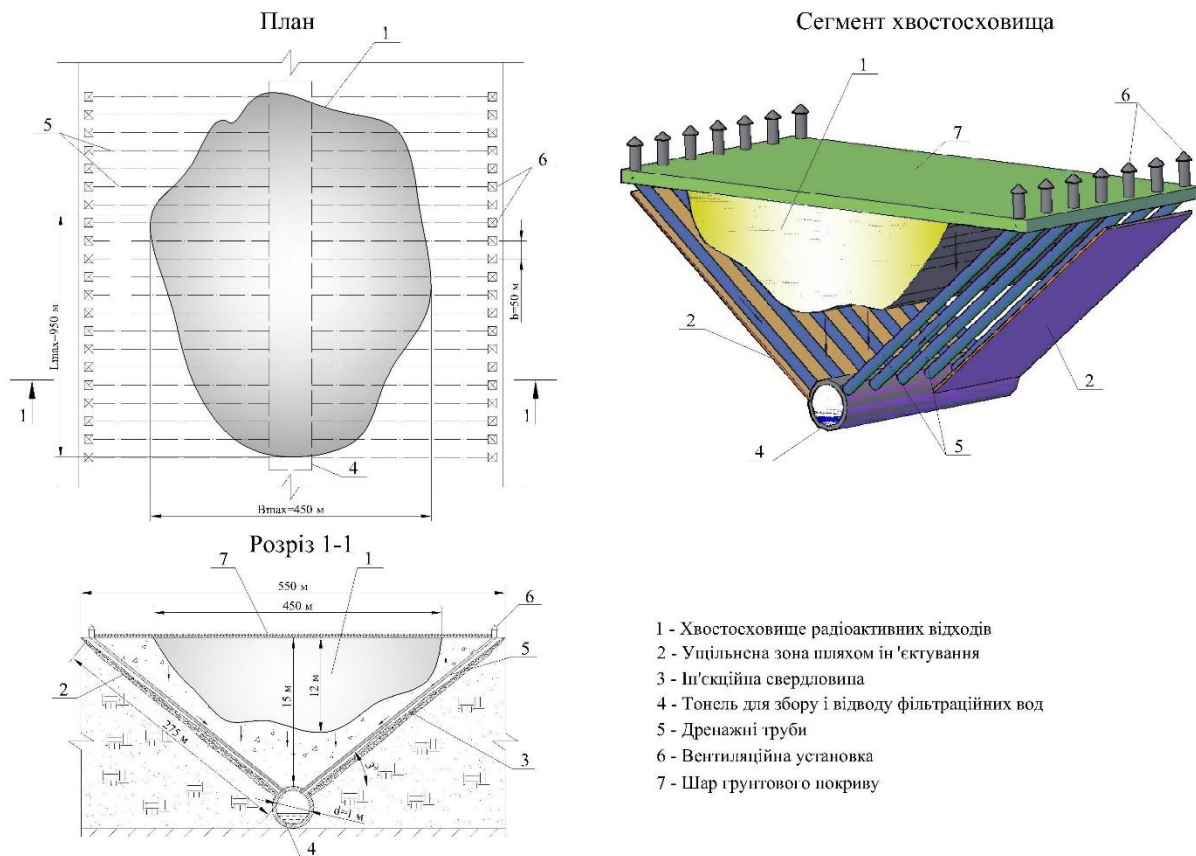 План
1
5
6
Lmax=950 м
b=50 м
1
1
4
Bmax=450 м
Сегмент хвостосховища
1
6
7
2
2
4
5
Розріз 1-1
7
1
550 м
450 м
6
5
2
15 м
12 м
275 м
3°
3
d=1 м
4
1 - Хвостосховище радіоактивних відходів
2 - Ущільнена зона шляхом ін 'єктування
3 - Ін'єкційна свердловина
4 - Тонель для збору і відводу фільтраційних вод
5 - Дренажні труби
6 - Вентиляційна установка
7 - Шар грунтового покриву